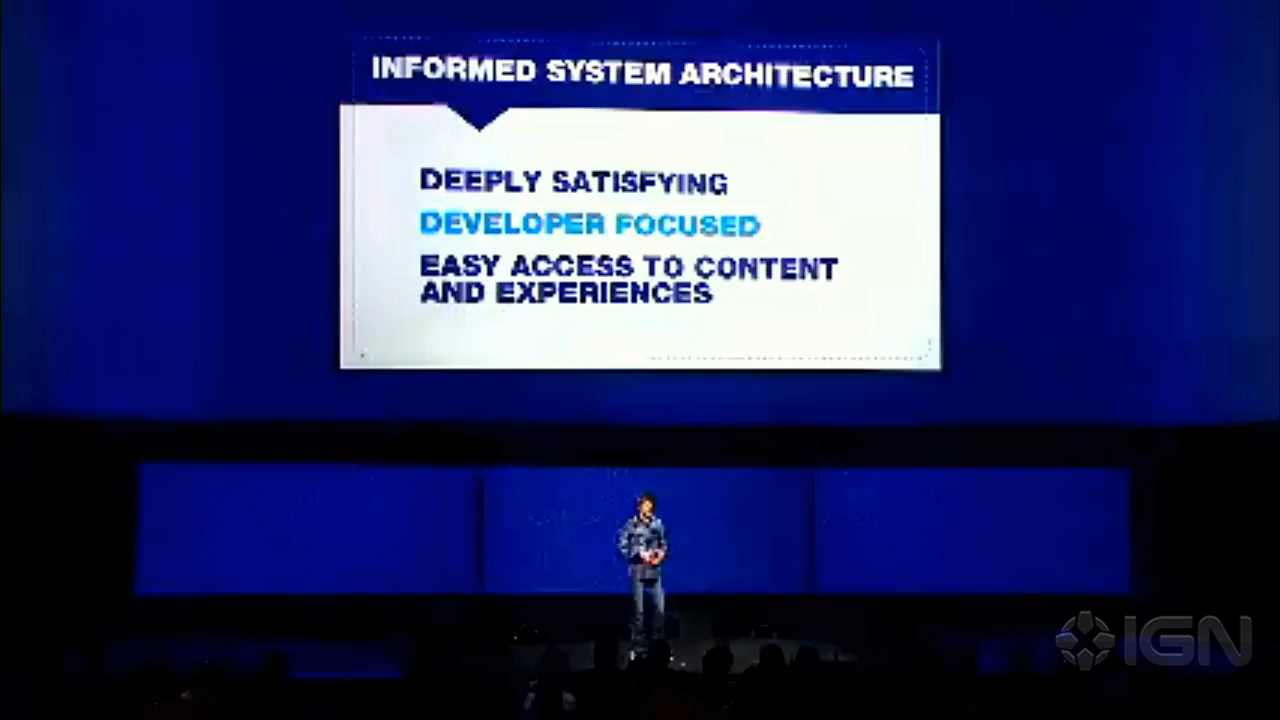 INFORMED SYSTEM ARCHITECTURE
DEEPLY SATISFYING
DEVELOPER FOCUSED
EASY ACCESS TO CONTENT
AND EXPERIENCES
IGN